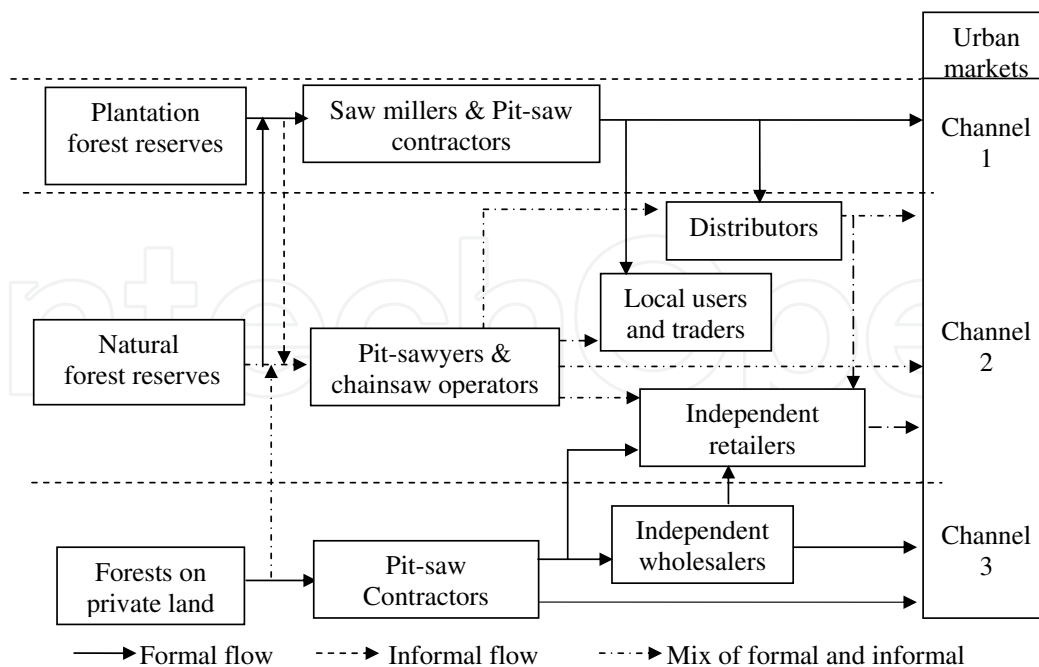 Urban
markets
Plantation
forest reserves
Saw millers & Pit-saw
contractors
Channel
1
Distributors
Local users
and traders
Natural
forest reserves
Pit-sawyers &
chainsaw operators
Channel
2
Independent
retailers
Forests on
private land
Pit-saw
Contractors
Independent
wholesalers
Channel
3
Formal flow
Informal flow
Mix of formal and informal
ntechOpe